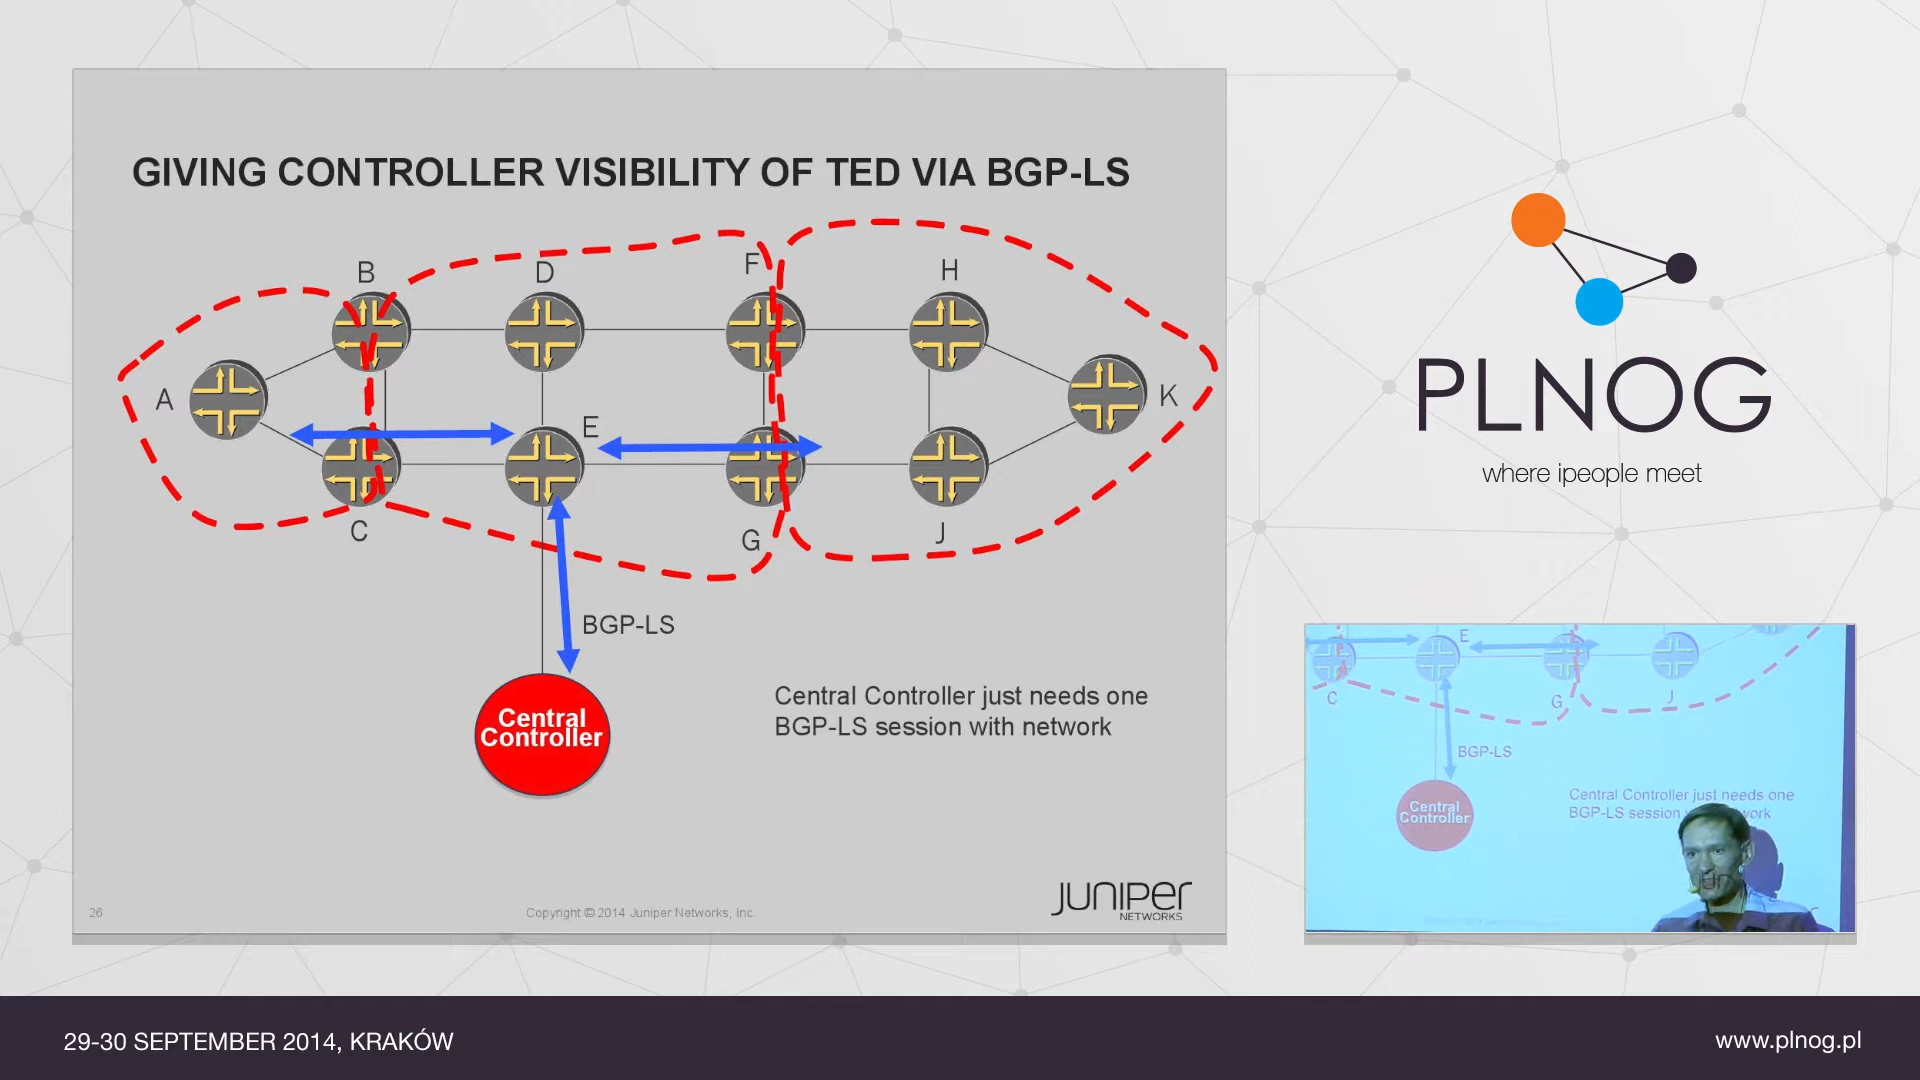 GIVING CONTROLLER VISIBILITY OF TED VIA BGP-LS
B
D
F
H
A
K
E
C
G
J
BGP-LS
Central
Controller
Central Controller just needs one
BGP-LS session with network
26
Copyright © 2014 Juniper Networks, Inc.
JUNIPER
NETWORKS
PLNOG
where ipeople meet
E
C
G
J
BGP-LS
Central
Controller
Central Controller just needs one
BGP-LS session
29-30 SEPTEMBER 2014, KRAKÓW
www.plnog.pl